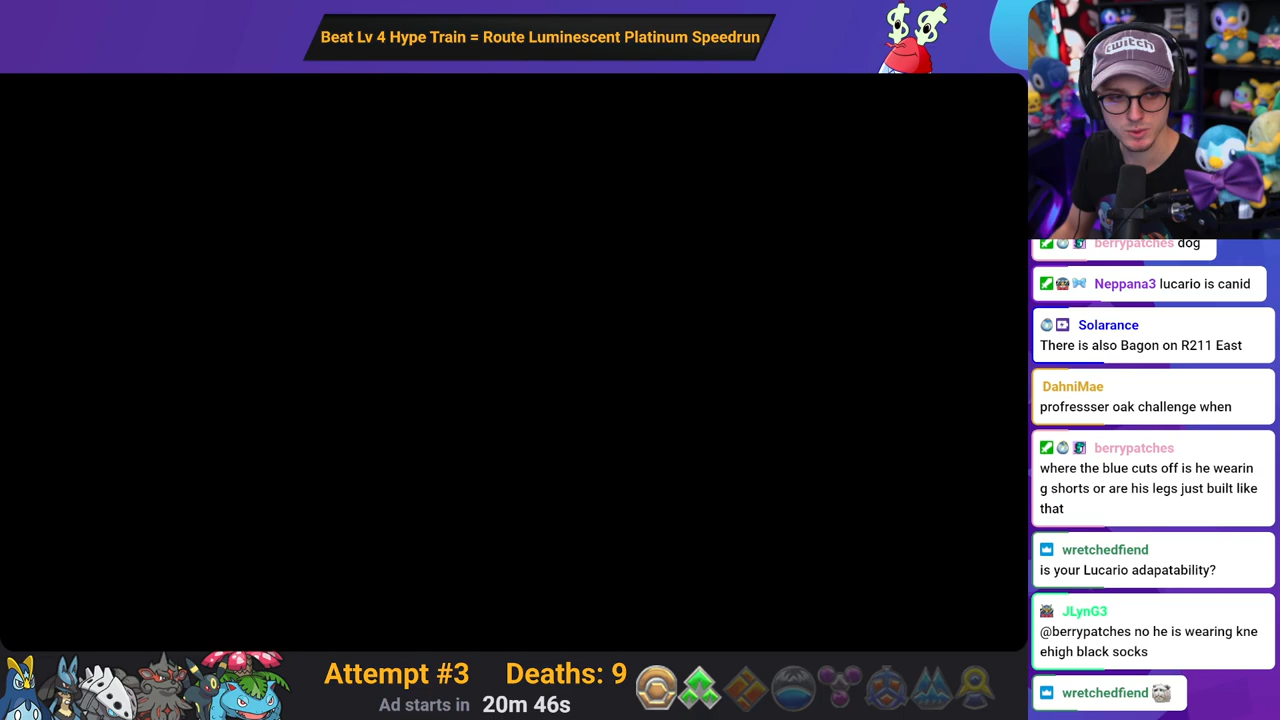 Beat Lv 4 Hype Train = Route Luminescent Platinum Speedrun
twitch
berrypatches dog
Neppana3 lucario is canid
Solarance
There is also Bagon on R211 East
DahniMae
profressser oak challenge when
berrypatches
where the blue cuts off is he wearin
g shorts or are his legs just built like
that
wretchedfiend
is your Lucario adapatability?
JLynG3
@berrypatches no he is wearing kne
ehigh black socks
wretchedfiend
Attempt #3 Deaths: 9
Ad starts in 20m 46s